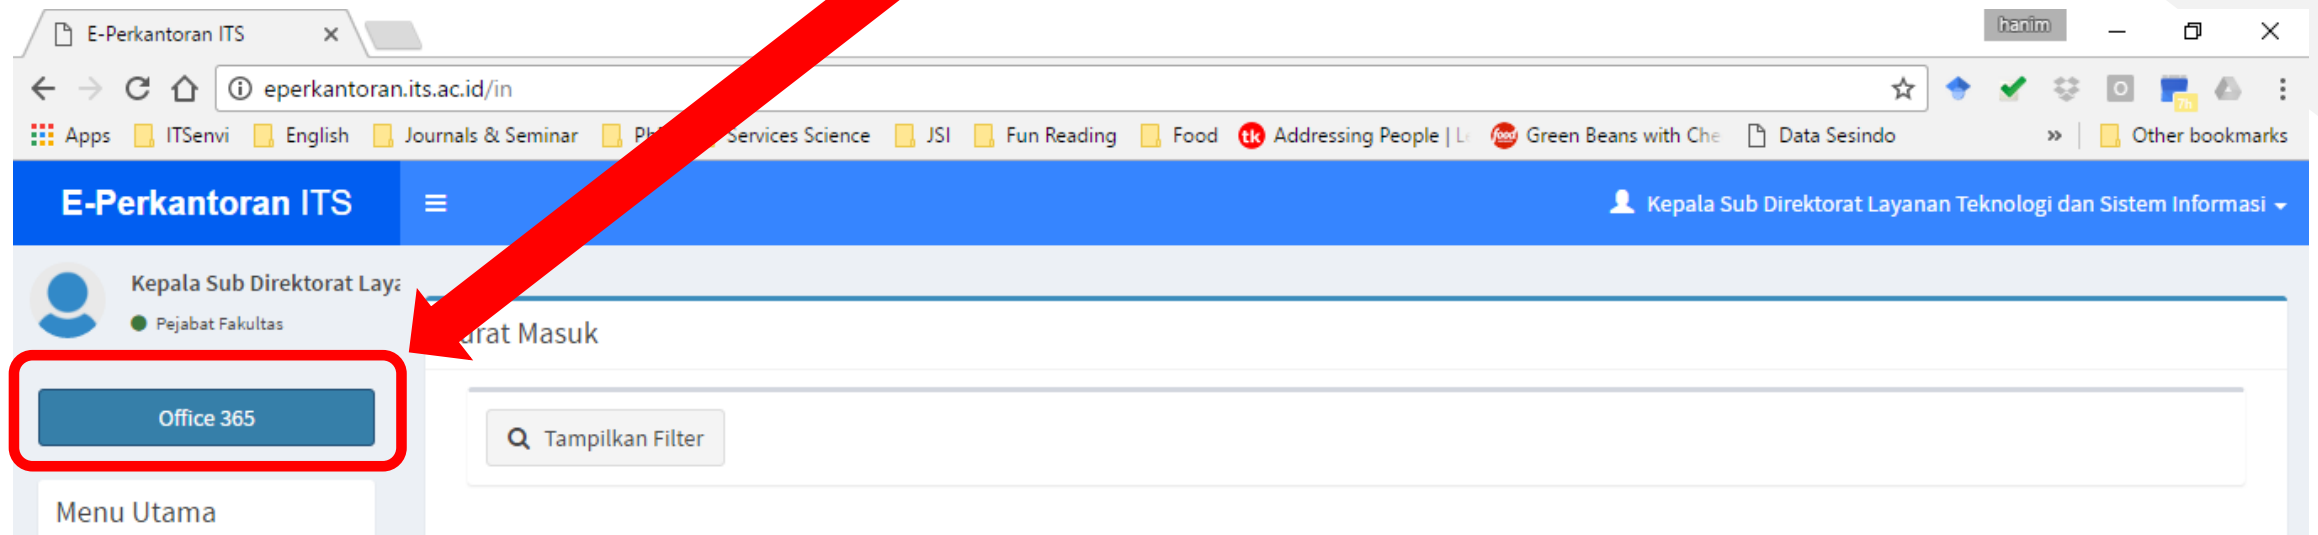 E-Perkantoran ITS
hanim
eperkantoran.its.ac.id/in
Apps ITSenvi English Journals & Seminar Services Science JSI Fun Reading Food Addressing People | Green Beans with Che Data Sesindo » Other bookmarks
E-Perkantoran ITS
Kepala Sub Direktorat Layanan Teknologi dan Sistem Informasi
Kepala Sub Direktorat Laya
Pejabat Fakultas
Masuk
Office 365
Tampilkan Filter
Menu Utama